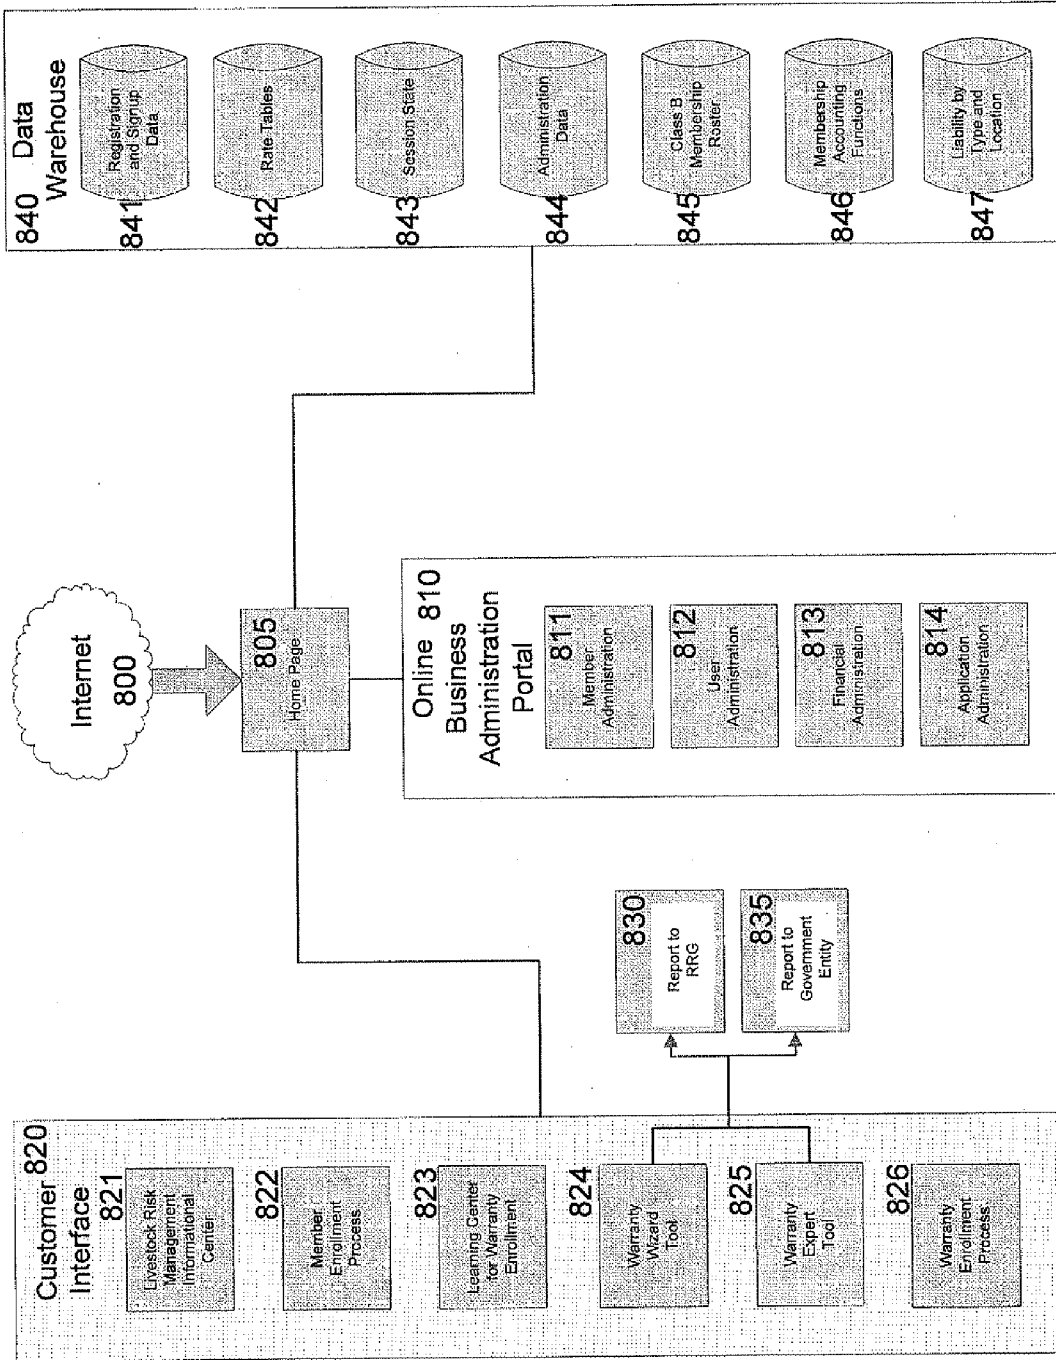 Internet
800
805
Home Page
Customer 820
Interface
821
Livestock Risk
Management
Informational
Center
822
Member
Enrollment
Process
823
Learning Center
for Warranty
Enrollment
824
Warranty
Wizard
Tool
825
Warranty
Expert
Tool
826
Warranty
Enrollment
Process
830
Report to
RRG
835
Report to
Government
Entity
Online 810
Business
Administration
Portal
811
Member
Administration
812
User
Administration
813
Financial
Administration
814
Application
Administration
840 Data
Warehouse
841
Registration
and Signup
Data
842
Rate Tables
843
Session State
844
Administration
Data
845
Class B
Membership
Roster
846
Membership
Accounting
Functions
847
Liability by
Type and
Location